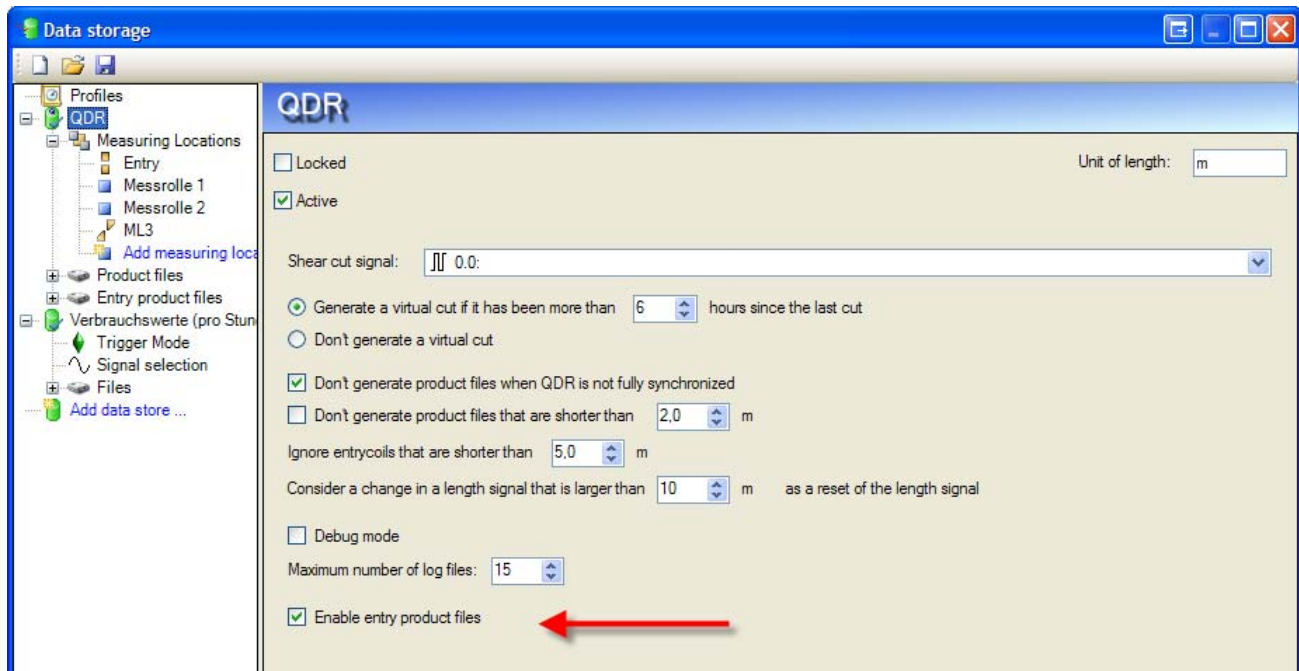 Data storage
Profiles
QDR
Measuring Locations
Entry
Messrolle 1
Messrolle 2
ML3
Add measuring loca
Product files
Entry product files
Verbrauchswerte (pro Stun
Trigger Mode
Signal selection
Files
Add data store ...
QDR
Locked
Unit of length: m
Active
Shear cut signal: 0.0:
Generate a virtual cut if it has been more than 6 hours since the last cut
Don't generate a virtual cut
Don't generate product files when QDR is not fully synchronized
Don't generate product files that are shorter than 2,0 m
Ignore entrycoils that are shorter than 5,0 m
Consider a change in a length signal that is larger than 10 m as a reset of the length signal
Debug mode
Maximum number of log files: 15
Enable entry product files